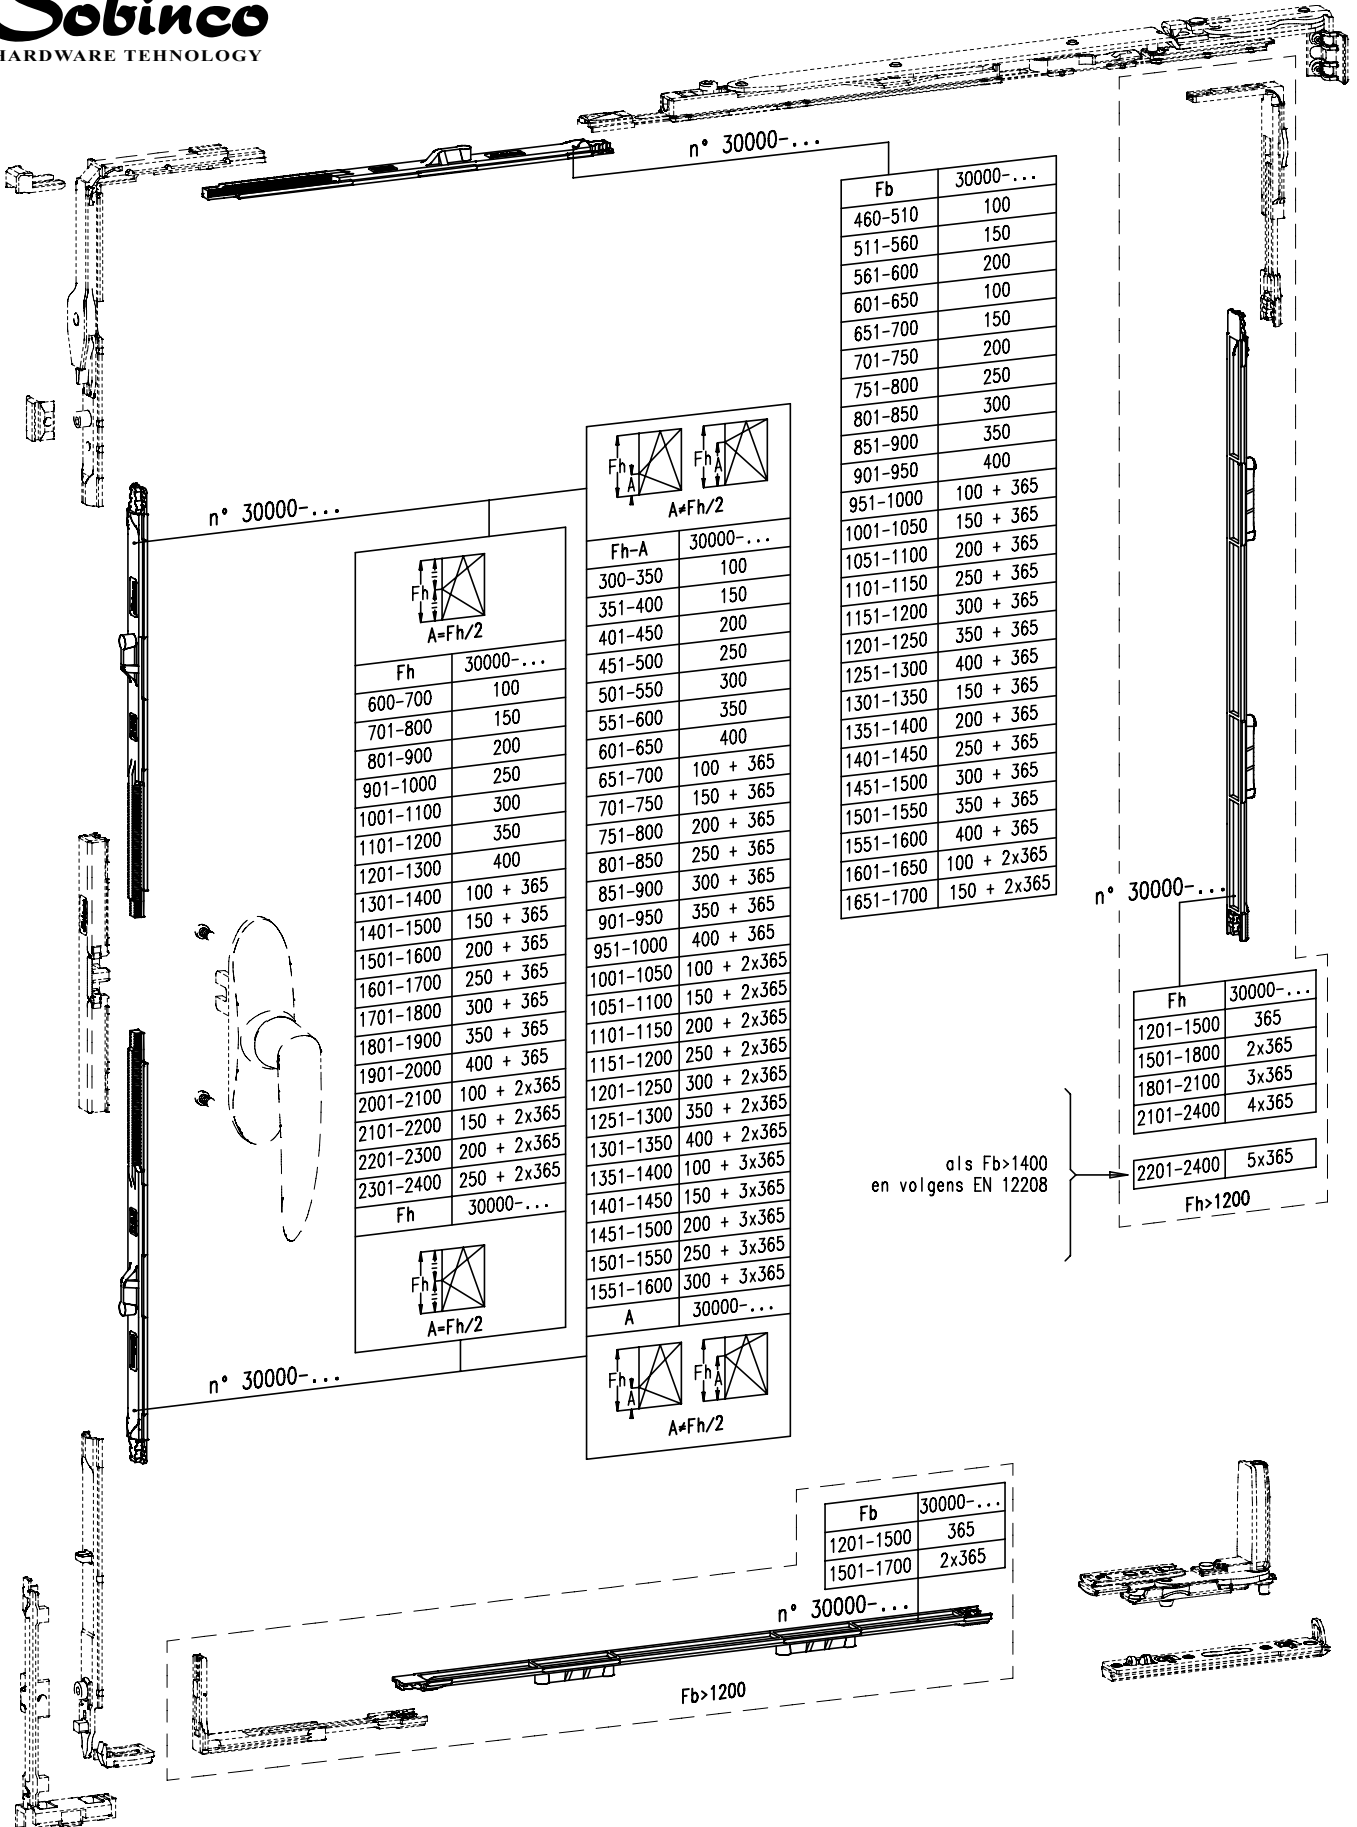 Sobinco
HARDWARE TEHNOLOGY
n° 30000-...
Fb 30000-...
460-510 100
511-560 150
561-600 200
601-650 100
651-700 150
701-750 200
751-800 250
801-850 300
851-900 350
901-950 400
951-1000 100 + 365
1001-1050 150 + 365
1051-1100 200 + 365
1101-1150 250 + 365
1151-1200 300 + 365
1201-1250 350 + 365
1251-1300 400 + 365
1301-1350 150 + 365
1351-1400 200 + 365
1401-1450 250 + 365
1451-1500 300 + 365
1501-1550 350 + 365
1551-1600 400 + 365
1601-1650 100 + 2x365
1651-1700 150 + 2x365
n° 30000-...
Fh A Fh A
A≠Fh/2
Fh-A 30000-...
300-350 100
351-400 150
401-450 200
451-500 250
501-550 300
551-600 350
601-650 400
651-700 100 + 365
701-750 150 + 365
751-800 200 + 365
801-850 250 + 365
851-900 300 + 365
901-950 350 + 365
951-1000 400 + 365
1001-1050 100 + 2x365
1051-1100 150 + 2x365
1101-1150 200 + 2x365
1151-1200 250 + 2x365
1201-1250 300 + 2x365
1251-1300 350 + 2x365
1301-1350 400 + 2x365
1351-1400 100 + 3x365
1401-1450 150 + 3x365
1451-1500 200 + 3x365
1501-1550 250 + 3x365
1551-1600 300 + 3x365
A 30000-...
Fh A Fh A
A≠Fh/2
Fh = =
A=Fh/2
Fh 30000-...
600-700 100
701-800 150
801-900 200
901-1000 250
1001-1100 300
1101-1200 350
1201-1300 400
1301-1400 100 + 365
1401-1500 150 + 365
1501-1600 200 + 365
1601-1700 250 + 365
1701-1800 300 + 365
1801-1900 350 + 365
1901-2000 400 + 365
2001-2100 100 + 2x365
2101-2200 150 + 2x365
2201-2300 200 + 2x365
2301-2400 250 + 2x365
Fh 30000-...
Fh = =
A=Fh/2
n° 30000-...
n° 30000-...
Fh 30000-...
1201-1500 365
1501-1800 2x365
1801-2100 3x365
2101-2400 4x365
als Fb>1400
en volgens EN 12208
2201-2400 5x365
Fh>1200
Fb 30000-...
1201-1500 365
1501-1700 2x365
n° 30000-...
Fb>1200